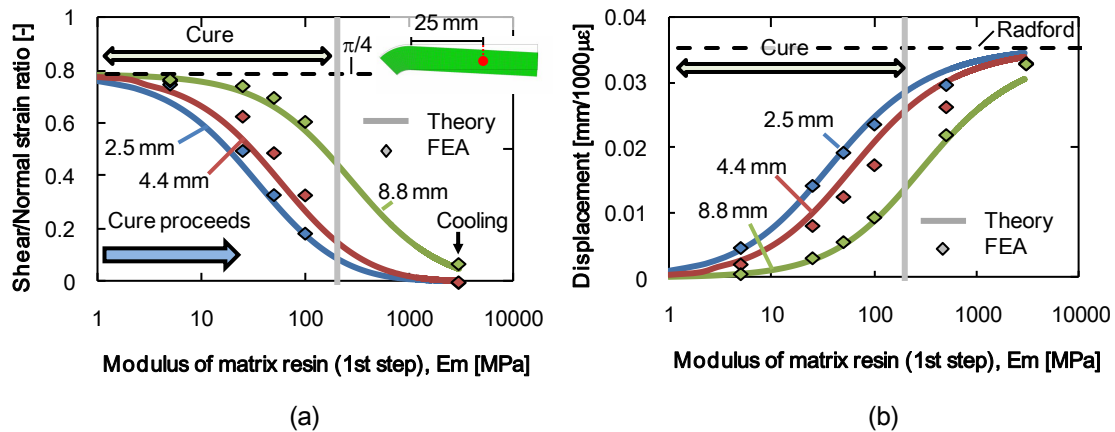 Shear/Normal strain ratio [-]
1
0.8
0.6
0.4
0.2
0
Cure
π/4
25 mm
2.5 mm
4.4 mm
8.8 mm
Theory
FEA
Cure proceeds
Cooling
1 10 100 1000 10000
Modulus of matrix resin (1st step), Em [MPa]
(a)
Displacement [mm/1000με]
0.04
0.03
0.02
0.01
0
Radford
Cure
2.5 mm
4.4 mm
8.8 mm
Theory
FEA
1 10 100 1000 10000
Modulus of matrix resin (1st step), Em [MPa]
(b)